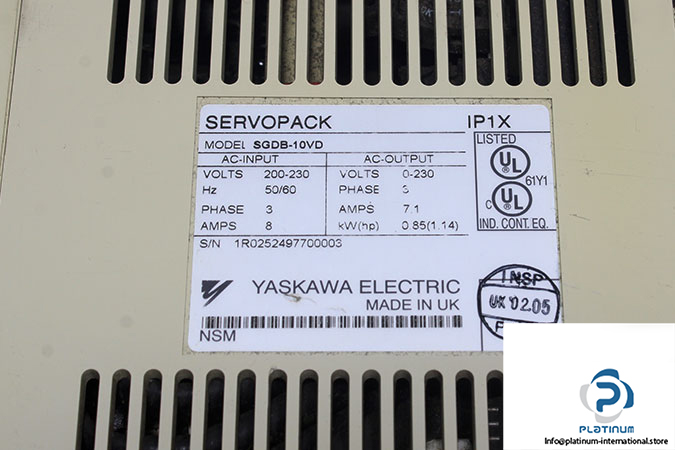 SERVOPACK IP1X
MODEL SGDB-10VD
AC-INPUT AC-OUTPUT
VOLTS 200-230 VOLTS 0-230
Hz 50/60 PHASE 3
PHASE 3 AMPS 7.1
AMPS 8 kW(hp) 0.85(1.14)
LISTED
UL
61Y1
C UL
IND. CONT. EQ.
S/N 1R0252497700003
YASKAWA ELECTRIC
MADE IN UK
NSM
INSP
UK 02.05
PLATINUM
Info@platinum-international.store